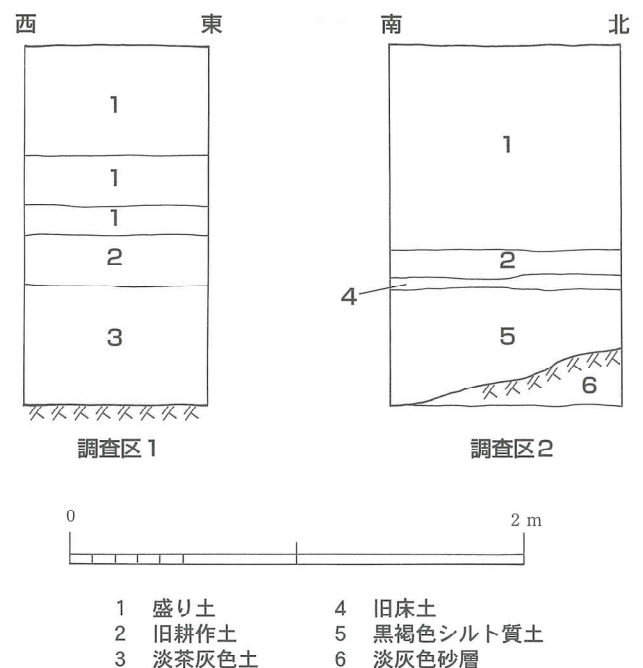 西 東 南 北
1 1
1
1 2
2 4
3 5
6
調査区1 調査区2
0 2 m
1 盛り土 4 旧床土
2 旧耕作土 5 黒褐色シルト質土
3 淡茶灰色土 6 淡灰色砂層